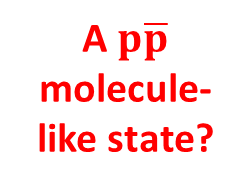 A pp̅
molecule-
like state?